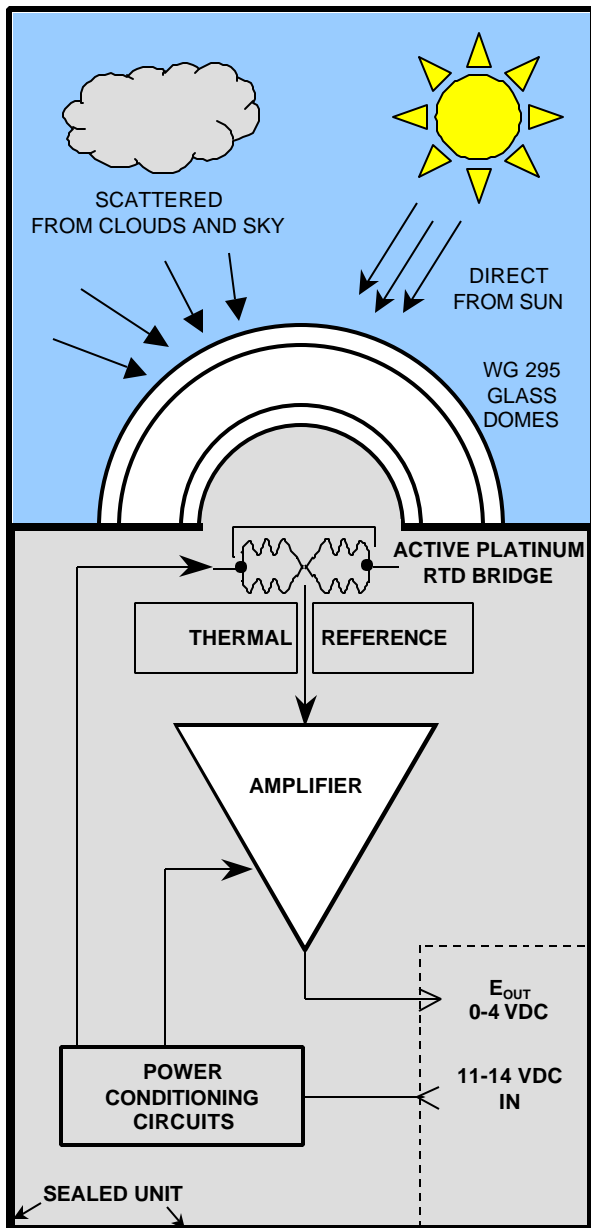 SCATTERED
FROM CLOUDS AND SKY
DIRECT
FROM SUN
WG 295
GLASS
DOMES
ACTIVE PLATINUM
RTD BRIDGE
THERMAL REFERENCE
AMPLIFIER
E_OUT
0-4 VDC
POWER
CONDITIONING
CIRCUITS
11-14 VDC
IN
SEALED UNIT